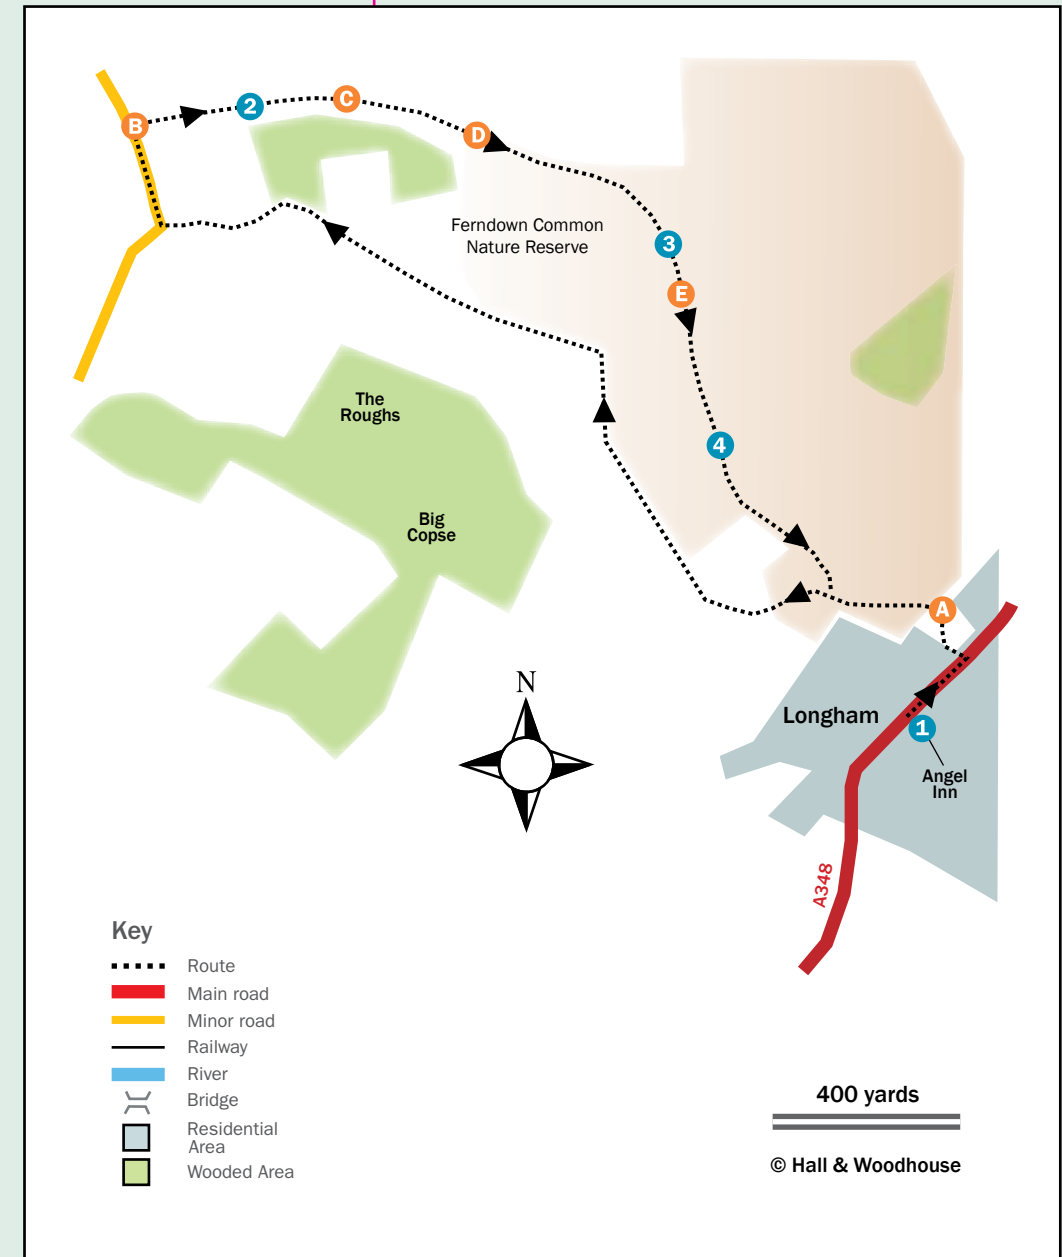 B
2
C
D
Ferndown Common
Nature Reserve
3
E
The
Roughs
4
Big
Copse
A
N
Longham
1
Angel
Inn
A348
Key
Route
Main road
Minor road
Railway
River
Bridge
Residential
Area
Wooded Area
400 yards
© Hall & Woodhouse